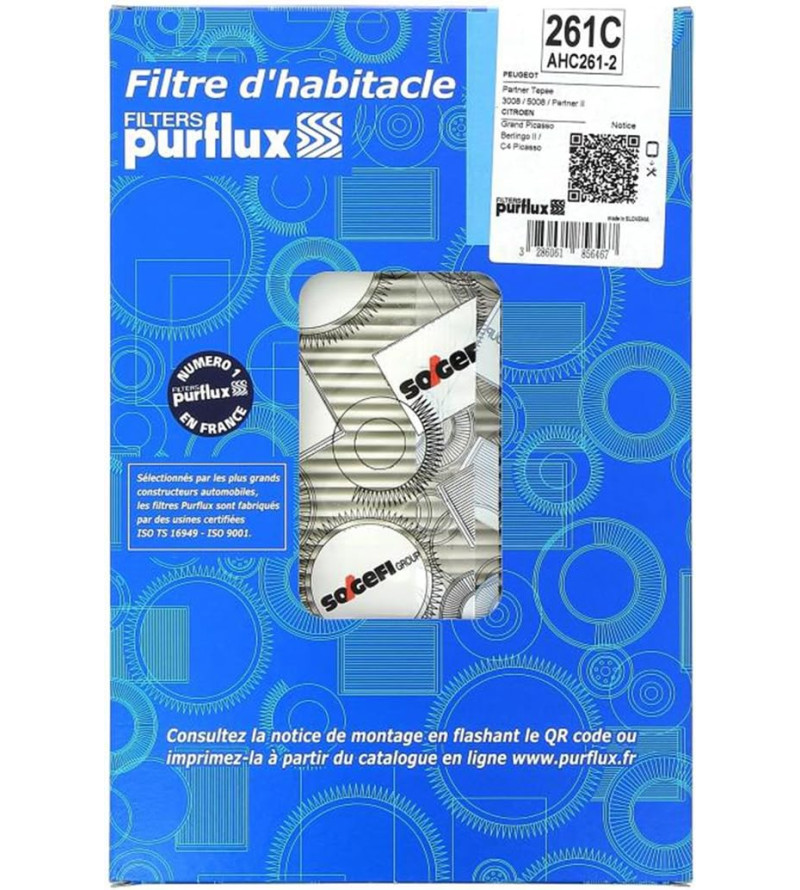 261C
AHC261-2
PEUGEOT
Partner Tepee
3008 / 5008 / Partner II
CITROEN
Grand Picasso
Berlingo II /
C4 Picasso
Notice
FILTERS
purflux
Made in SLOVENIA
3 286061 856467
Filtre d'habitacle
FILTERS
purflux
SOGEFI
NUMERO 1
FILTERS
purflux
EN FRANCE
Sélectionnés par les plus grands
constructeurs automobiles,
les filtres Purflux sont fabriqués
par des usines certifiées
ISO TS 16949 - ISO 9001.
SOGEFI GROUP
Consultez la notice de montage en flashant le QR code ou
imprimez-la à partir du catalogue en ligne www.purflux.fr